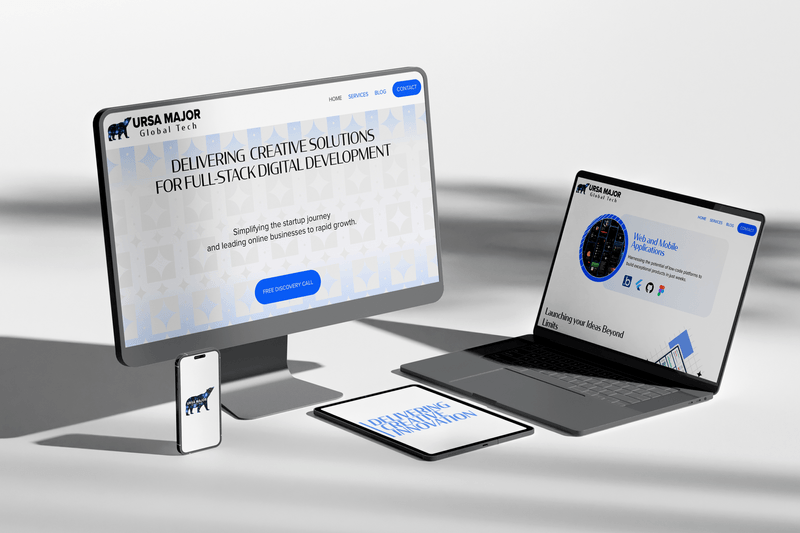 HOME SERVICES BLOG CONTACT
URSA MAJOR
Global Tech
DELIVERING CREATIVE SOLUTIONS
FOR FULL-STACK DIGITAL DEVELOPMENT
Simplifying the startup journey
and leading online businesses to rapid growth.
FREE DISCOVERY CALL
URSA MAJOR
DELIVERING
CREATIVE
INNOVATION
URSA MAJOR
Global Tech
HOME SERVICES BLOG CONTACT
Web and Mobile
Applications
Harnessing the potential of low-code platforms to
build exceptional products in just weeks.
Launching your Ideas Beyond
Limits